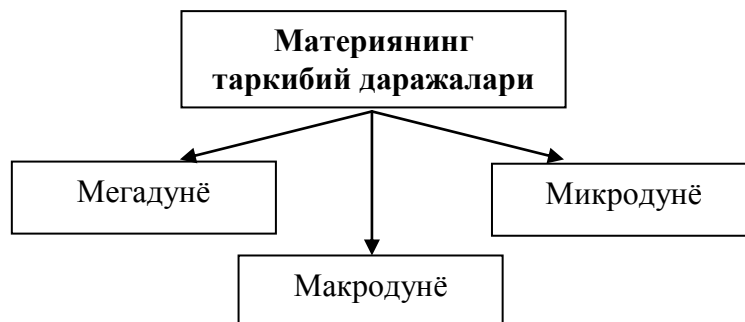 Материянинг
таркибий даражалари
Мегадунё
Микродунё
Макродунё